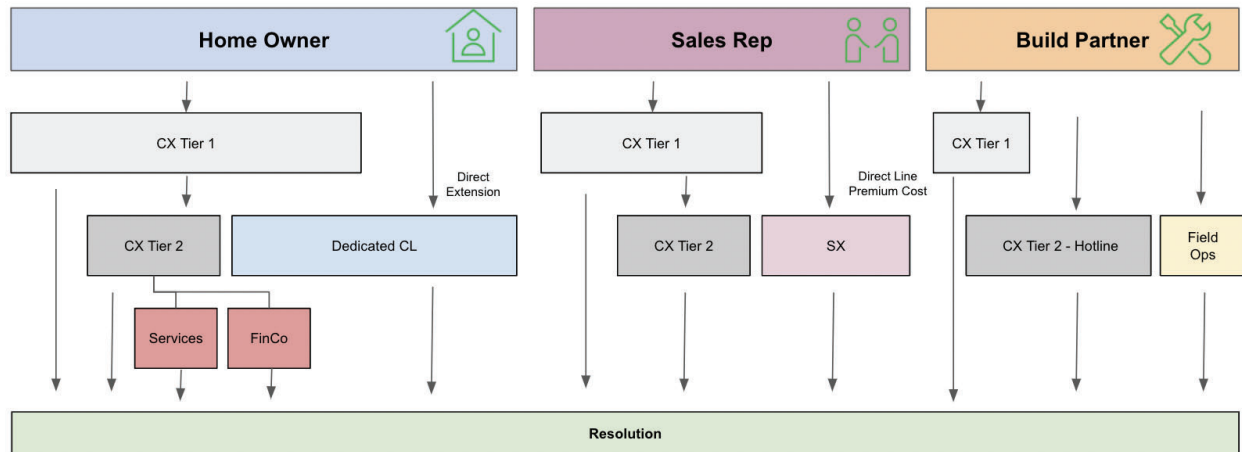 Home Owner
Sales Rep
Build Partner
CX Tier 1
CX Tier 1
CX Tier 1
Direct
Extension
Direct Line
Premium Cost
CX Tier 2
Dedicated CL
CX Tier 2
SX
CX Tier 2 - Hotline
Field
Ops
Services
FinCo
Resolution